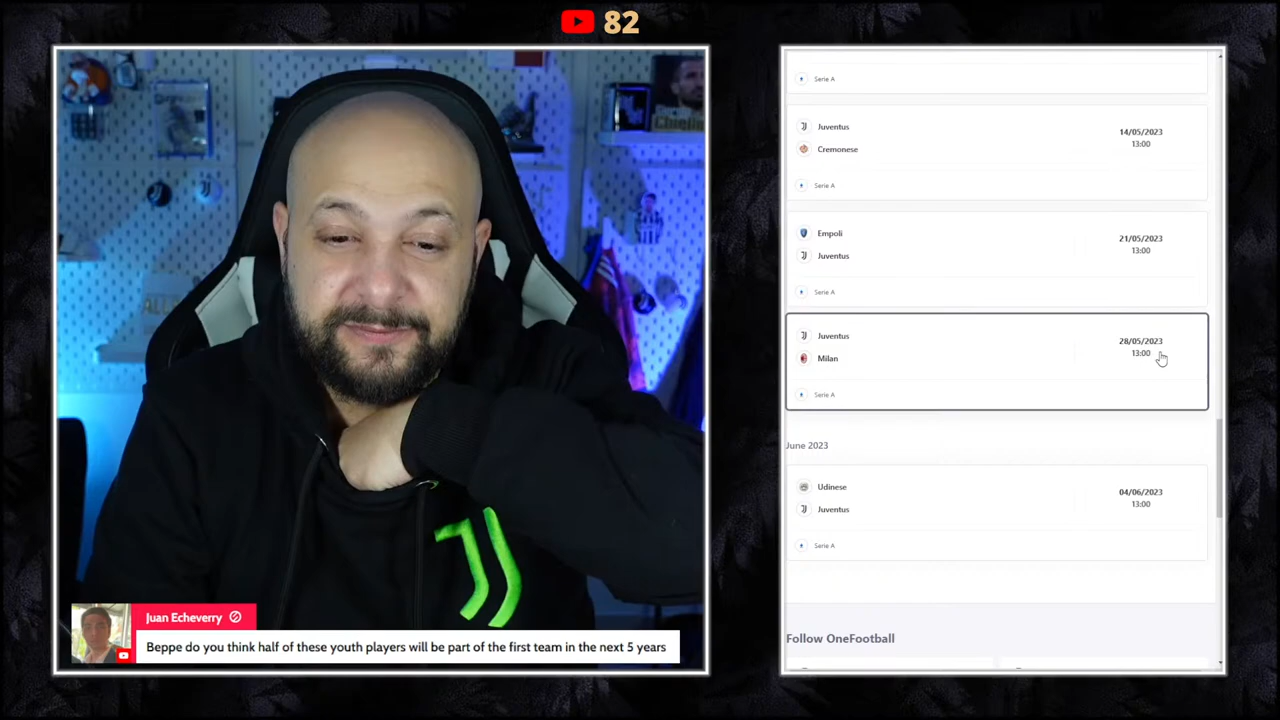 82
Serie A
Juventus
14/05/2023
Cremonese
13:00
Serie A
Empoli
21/05/2023
Juventus
13:00
Serie A
Juventus
28/05/2023
Milan
13:00
Serie A
June 2023
Udinese
04/06/2023
Juventus
13:00
Serie A
Follow OneFootball
Juan Echeverry
Beppe do you think half of these youth players will be part of the first team in the next 5 years